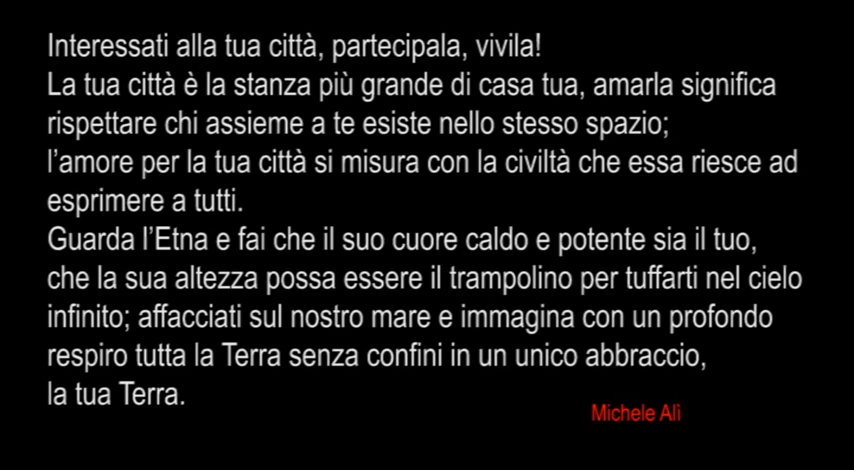 Interessati alla tua città, partecipala, vivila!
La tua città è la stanza più grande di casa tua, amarla significa
rispettare chi assieme a te esiste nello stesso spazio;
l’amore per la tua città si misura con la civiltà che essa riesce ad
esprimere a tutti.
Guarda l’Etna e fai che il suo cuore caldo e potente sia il tuo,
che la sua altezza possa essere il trampolino per tuffarti nel cielo
infinito; affacciati sul nostro mare e immagina con un profondo
respiro tutta la Terra senza confini in un unico abbraccio,
la tua Terra.
Michele Alì